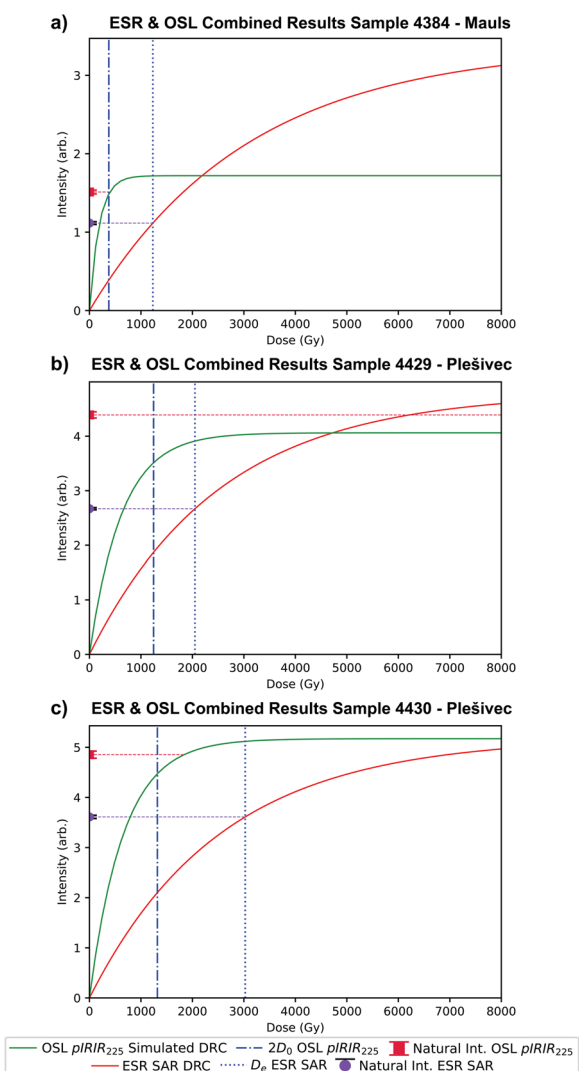 a) ESR & OSL Combined Results Sample 4384 - Mauls
3
2
1
0
Intensity (arb.)
0 1000 2000 3000 4000 5000 6000 7000 8000
Dose (Gy)
b) ESR & OSL Combined Results Sample 4429 - Plešivec
4
3
2
1
0
Intensity (arb.)
0 1000 2000 3000 4000 5000 6000 7000 8000
Dose (Gy)
c) ESR & OSL Combined Results Sample 4430 - Plešivec
5
4
3
2
1
0
Intensity (arb.)
0 1000 2000 3000 4000 5000 6000 7000 8000
Dose (Gy)
OSL pIRIR₂₂₅ Simulated DRC 2D₀ OSL pIRIR₂₂₅ Natural Int. OSL pIRIR₂₂₅
ESR SAR DRC Dₑ ESR SAR Natural Int. ESR SAR